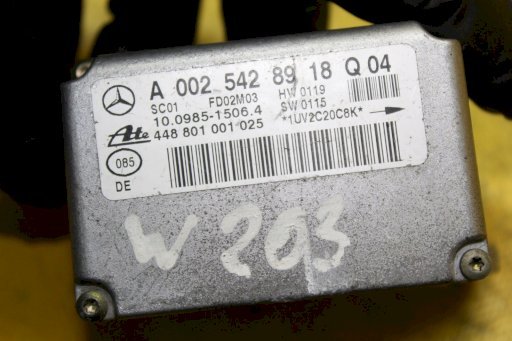 A 002 542 89 18 Q 04
SC01 FD02M03 HW 0119
10.0985-1506.4 SW 0115
Ate 448 801 001 025 *1UV2C20C8K*
085
DE
W 203